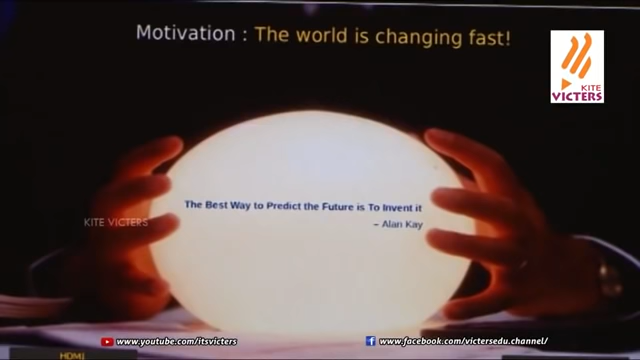 Motivation : The world is changing fast!
KITE
VICTERS
The Best Way to Predict the Future is To Invent it
– Alan Kay
KITE VICTERS
www.youtube.com/itsvicters
www.facebook.com/victersedu.channel/
HDMI